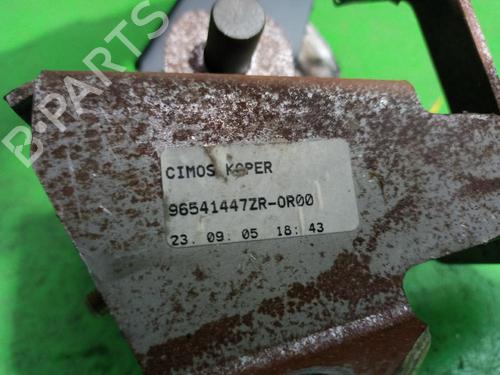 CIMOS KOPER
96541447ZR-0R00
23. 09. 05 18: 43
B-PARTS